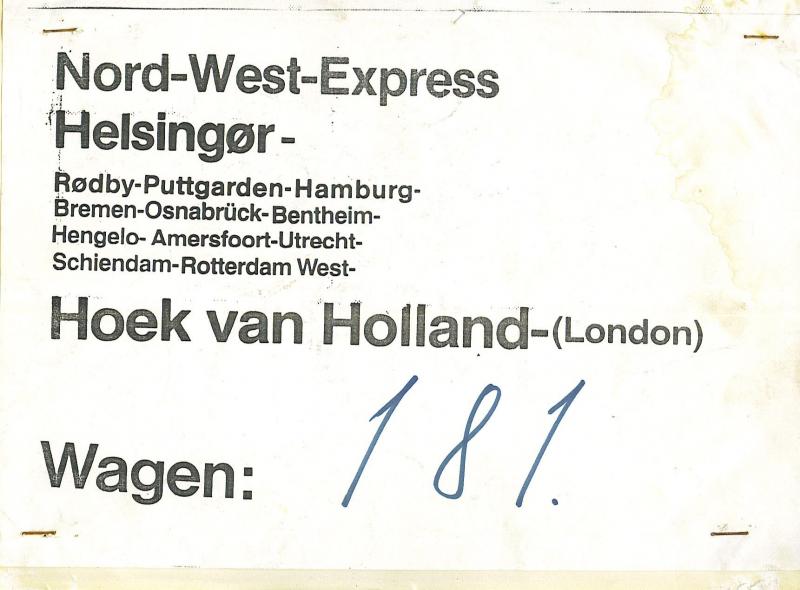 Nord-West-Express
Helsingør-
Rødby-Puttgarden-Hamburg-
Bremen-Osnabrück-Bentheim-
Hengelo- Amersfoort-Utrecht-
Schiendam-Rotterdam West-
Hoek van Holland-(London)
Wagen: 181.